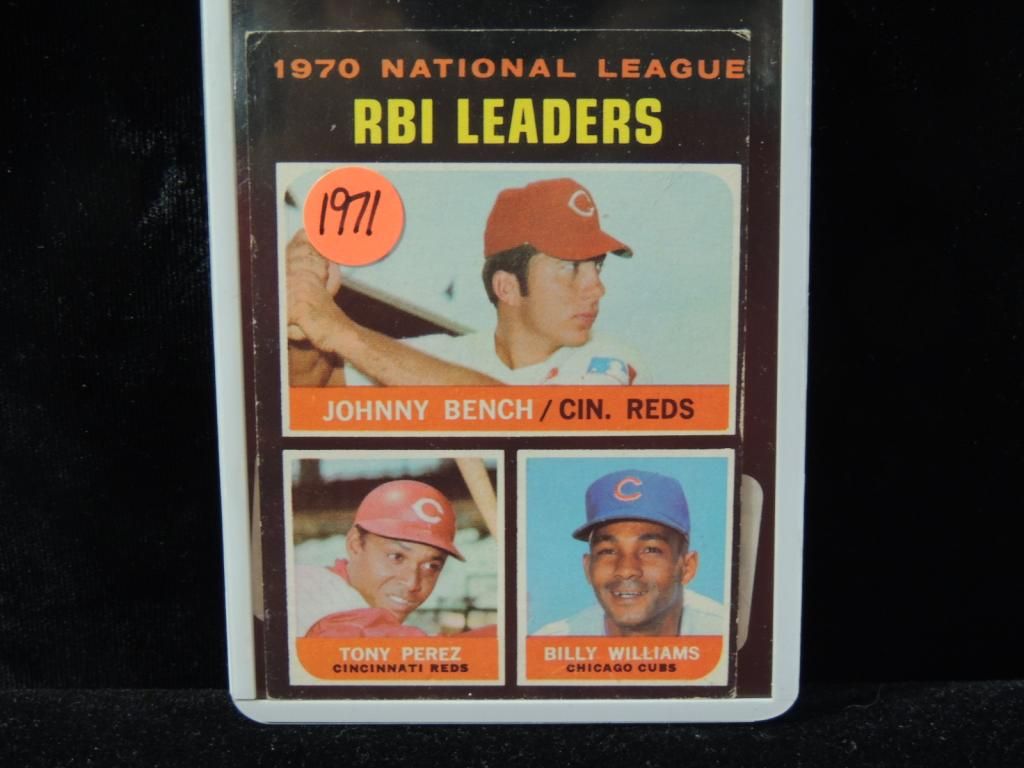 1970 NATIONAL LEAGUE
RBI LEADERS
1971
C
JOHNNY BENCH / CIN. REDS
C
C
TONY PEREZ
CINCINNATI REDS
BILLY WILLIAMS
CHICAGO CUBS